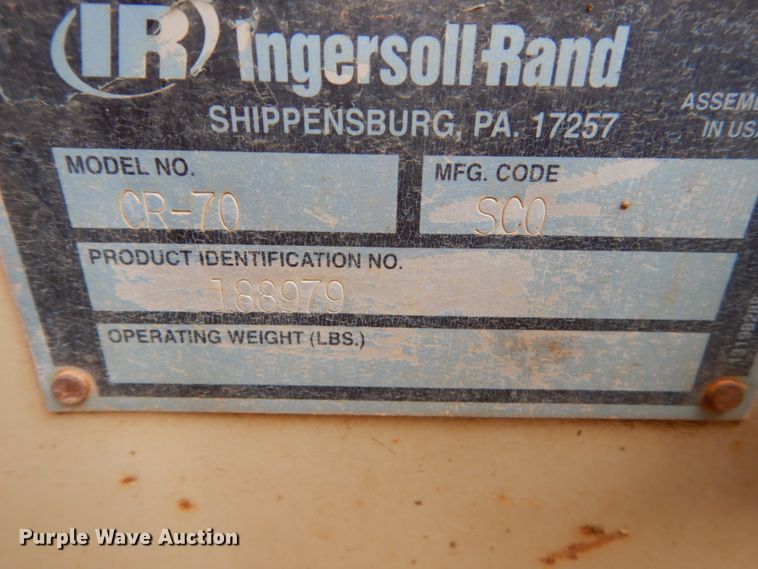 IR Ingersoll-Rand
SHIPPENSBURG, PA. 17257
ASSEME
IN USA
MODEL NO.
CR-70
MFG. CODE
SCQ
PRODUCT IDENTIFICATION NO.
188979
OPERATING WEIGHT (LBS.)
Purple Wave Auction